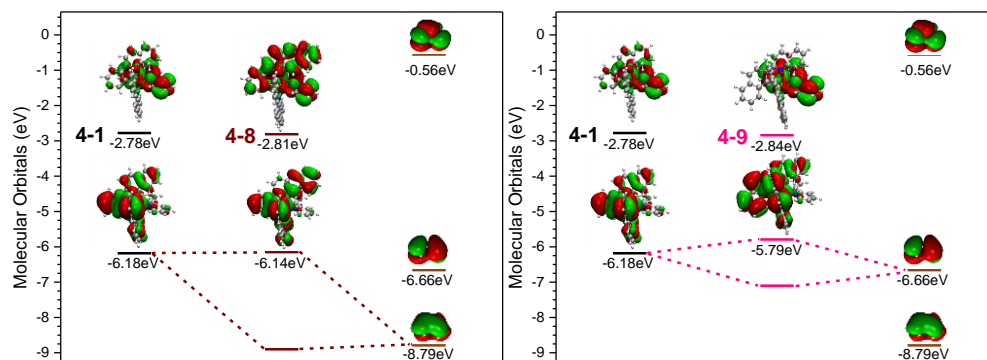 Molecular Orbitals (eV)
0
-1
-2
-3
-4
-5
-6
-7
-8
-9
4-1
-2.78eV
4-8
-2.81eV
-0.56eV
-6.18eV
-6.14eV
-6.66eV
-8.79eV
Molecular Orbitals (eV)
0
-1
-2
-3
-4
-5
-6
-7
-8
-9
4-1
-2.78eV
4-9
-2.84eV
-0.56eV
-6.18eV
-5.79eV
-6.66eV
-8.79eV